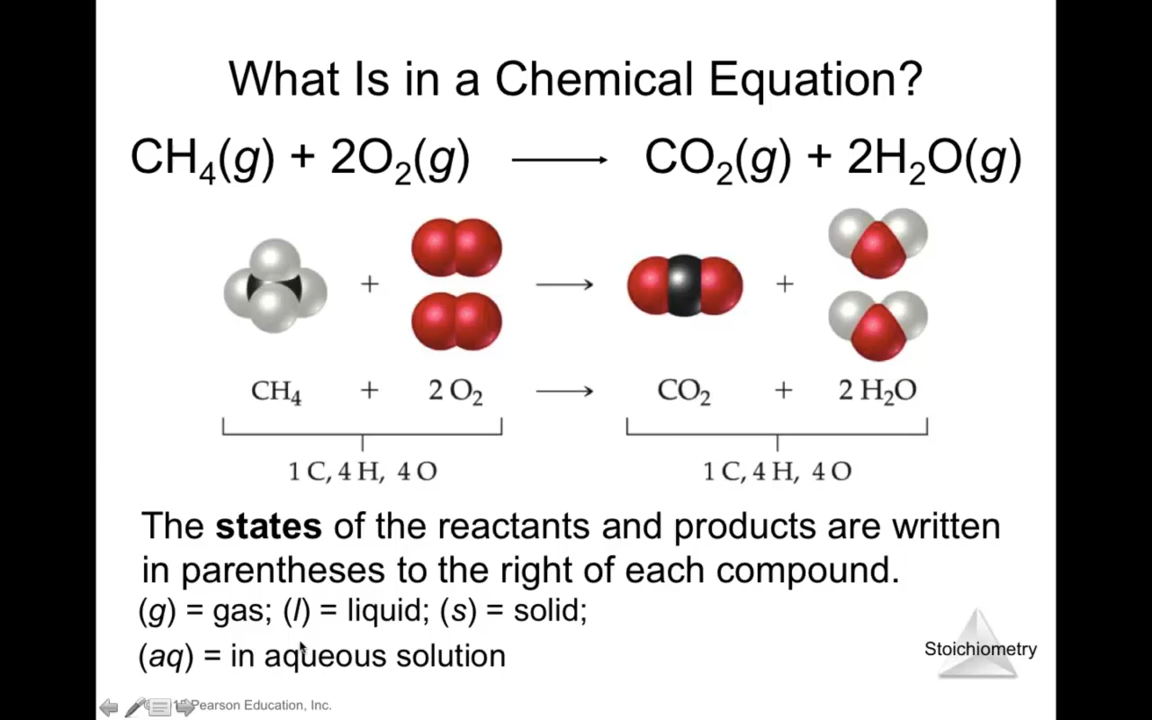 What Is in a Chemical Equation?
CH₄(g) + 2O₂(g) ⟶ CO₂(g) + 2H₂O(g)
+ → +
CH₄ + 2 O₂ ⟶ CO₂ + 2 H₂O
1 C, 4 H, 4 O 1 C, 4 H, 4 O
The states of the reactants and products are written
in parentheses to the right of each compound.
(g) = gas; (l) = liquid; (s) = solid;
(aq) = in aqueous solution
Stoichiometry
Pearson Education, Inc.